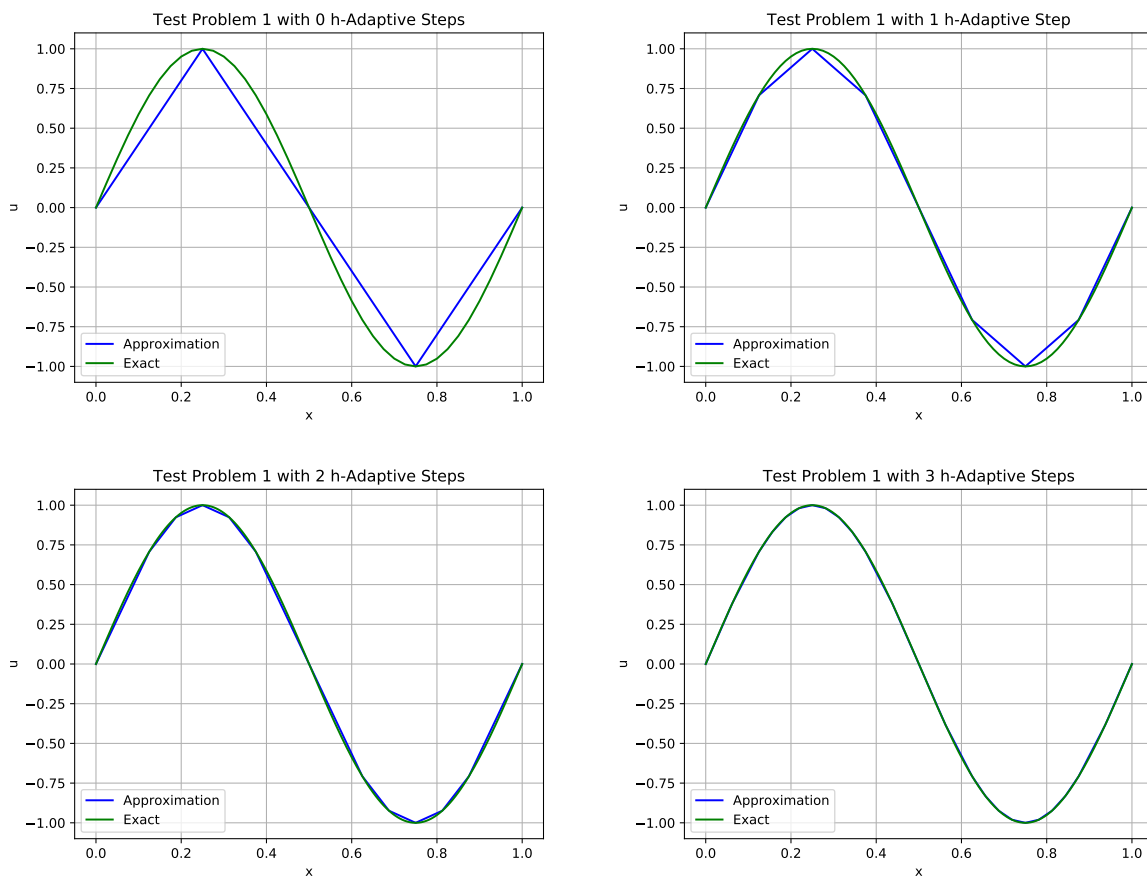 Test Problem 1 with 0 h-Adaptive Steps
1.00
0.75
0.50
0.25
0.00
−0.25
−0.50
−0.75
−1.00
u
Approximation
Exact
0.0 0.2 0.4 0.6 0.8 1.0
x
Test Problem 1 with 1 h-Adaptive Step
1.00
0.75
0.50
0.25
0.00
−0.25
−0.50
−0.75
−1.00
u
Approximation
Exact
0.0 0.2 0.4 0.6 0.8 1.0
x
Test Problem 1 with 2 h-Adaptive Steps
1.00
0.75
0.50
0.25
0.00
−0.25
−0.50
−0.75
−1.00
u
Approximation
Exact
0.0 0.2 0.4 0.6 0.8 1.0
x
Test Problem 1 with 3 h-Adaptive Steps
1.00
0.75
0.50
0.25
0.00
−0.25
−0.50
−0.75
−1.00
u
Approximation
Exact
0.0 0.2 0.4 0.6 0.8 1.0
x